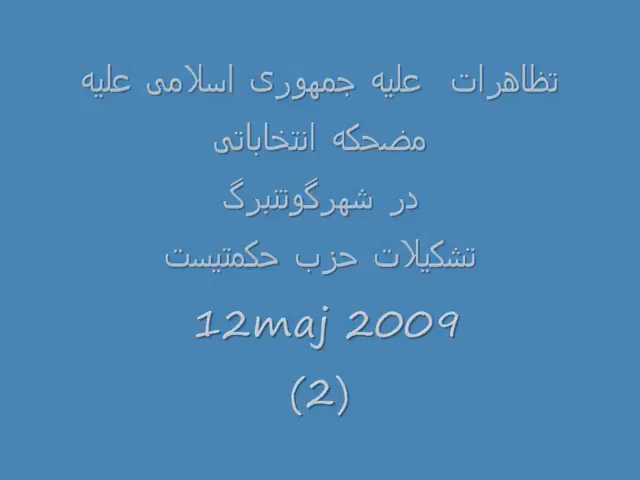 تظاهرات علیه جمهوری اسلامی علیه
مضحکه انتخاباتی
در شهرگوتنبرگ
تشکیلات حزب حکمتیست
12maj 2009
(2)